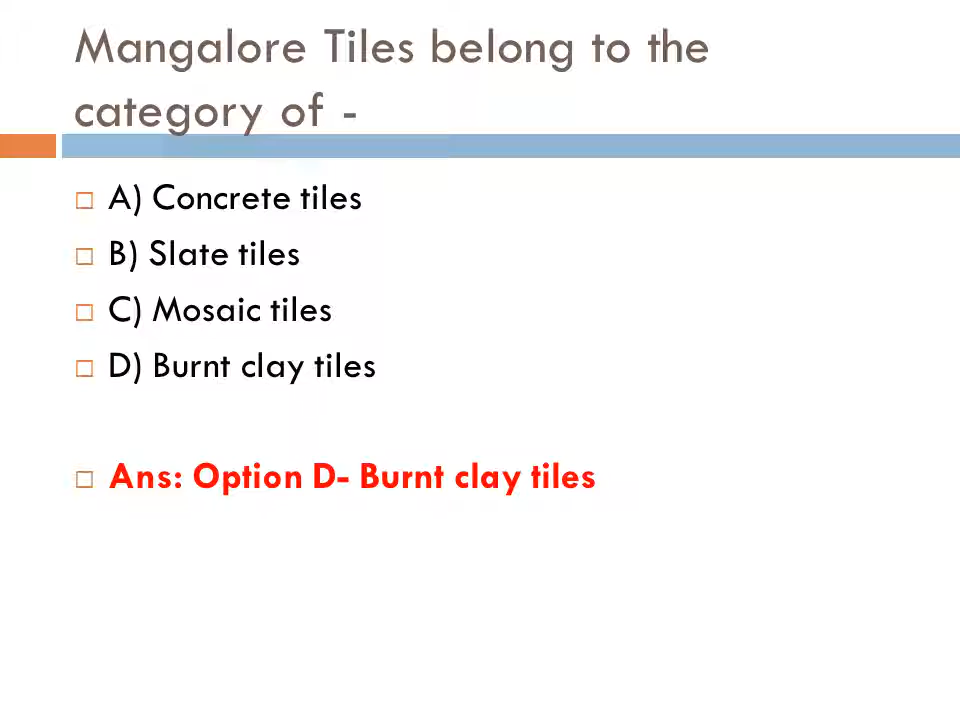 Mangalore Tiles belong to the
category of -
A) Concrete tiles
B) Slate tiles
C) Mosaic tiles
D) Burnt clay tiles
Ans: Option D- Burnt clay tiles